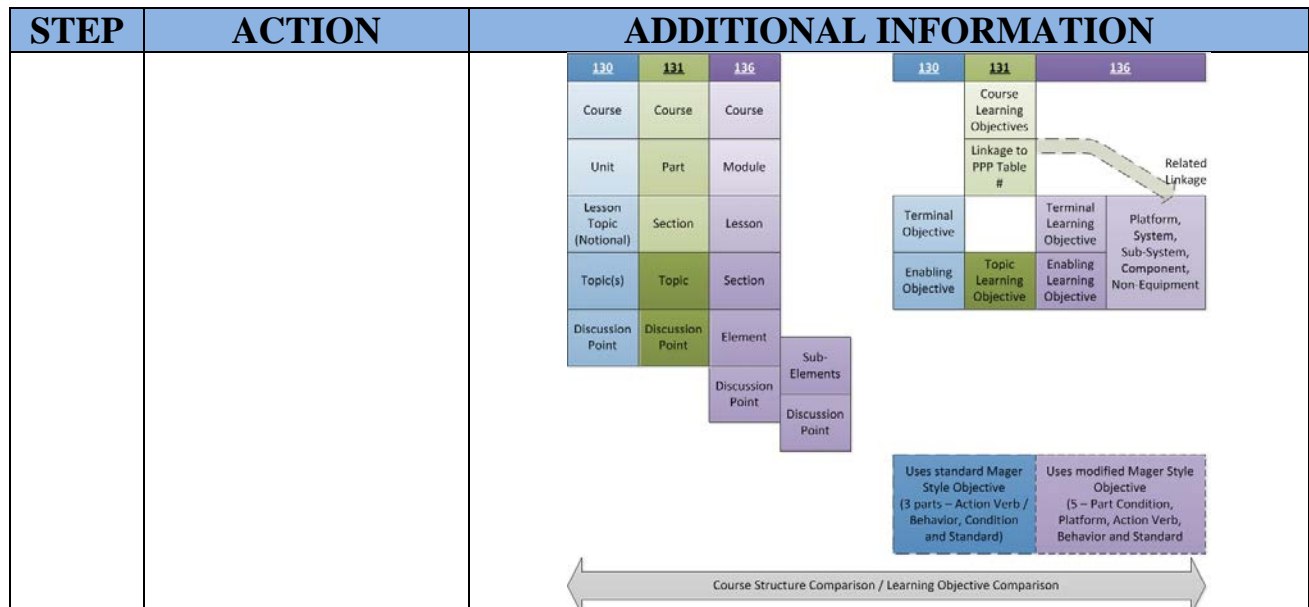 STEP ACTION ADDITIONAL INFORMATION
130 131 136
Course Course Course
Unit Part Module
Lesson
Topic
(Notional)
Section Lesson
Topic(s) Topic Section
Discussion
Point
Discussion
Point
Element
Discussion
Point
Sub-
Elements
Discussion
Point
130 131 136
Course
Learning
Objectives
Linkage to
PPP Table
#
Related
Linkage
Terminal
Objective
Terminal
Learning
Objective
Platform,
System,
Sub-System,
Component,
Non-Equipment
Enabling
Objective
Topic
Learning
Objective
Enabling
Learning
Objective
Uses standard Mager
Style Objective
(3 parts – Action Verb /
Behavior, Condition
and Standard)
Uses modified Mager Style
Objective
(5 – Part Condition,
Platform, Action Verb,
Behavior and Standard
Course Structure Comparison / Learning Objective Comparison